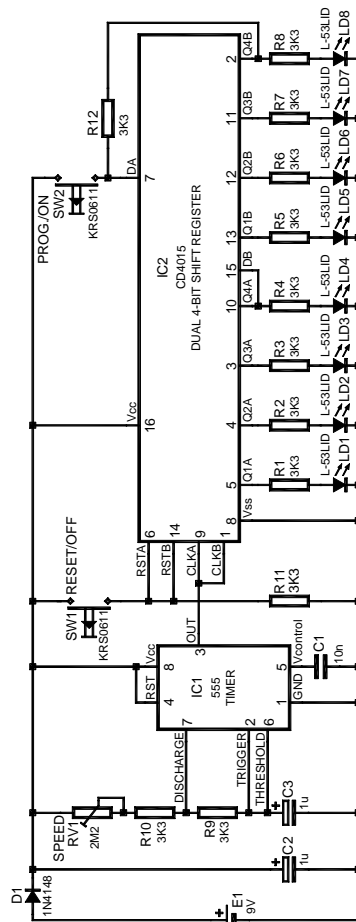 D1
1N4148
E1
9V
C2
1u
SPEED
RV1
2M2
R10
3K3
R9
3K3
C3
1u
DISCHARGE
TRIGGER
THRESHOLD
7
2
6
4
8
RST
Vcc
IC1
555
TIMER
3
OUT
1
5
GND
Vcontrol
C1
10n
SW1
KRS0611
RESET/OFF
R11
3K3
RSTA
RSTB
CLKA
CLKB
6
14
9
1
16
Vcc
8
Vss
IC2
CD4015
DUAL 4-BIT SHIFT REGISTER
PROG./ON
SW2
KRS0611
7
DA
R12
3K3
5
4
3
10
15
13
12
11
2
Q1A
Q2A
Q3A
Q4A
DB
Q1B
Q2B
Q3B
Q4B
R1
3K3
R2
3K3
R3
3K3
R4
3K3
R5
3K3
R6
3K3
R7
3K3
R8
3K3
L-53LID
LD1
L-53LID
LD2
L-53LID
LD3
L-53LID
LD4
L-53LID
LD5
L-53LID
LD6
L-53LID
LD7
L-53LID
LD8